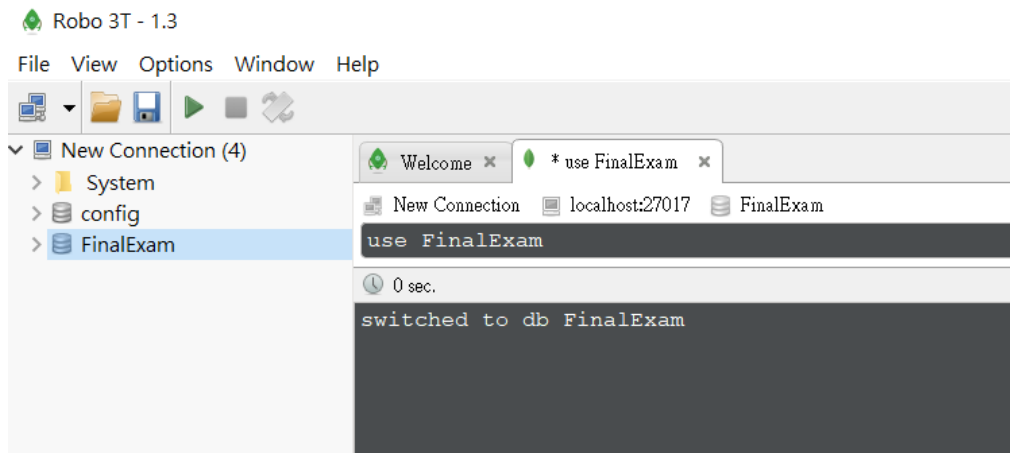 Robo 3T - 1.3
File View Options Window Help
New Connection (4)
System
config
FinalExam
Welcome
* use FinalExam
New Connection localhost:27017 FinalExam
use FinalExam
0 sec.
switched to db FinalExam